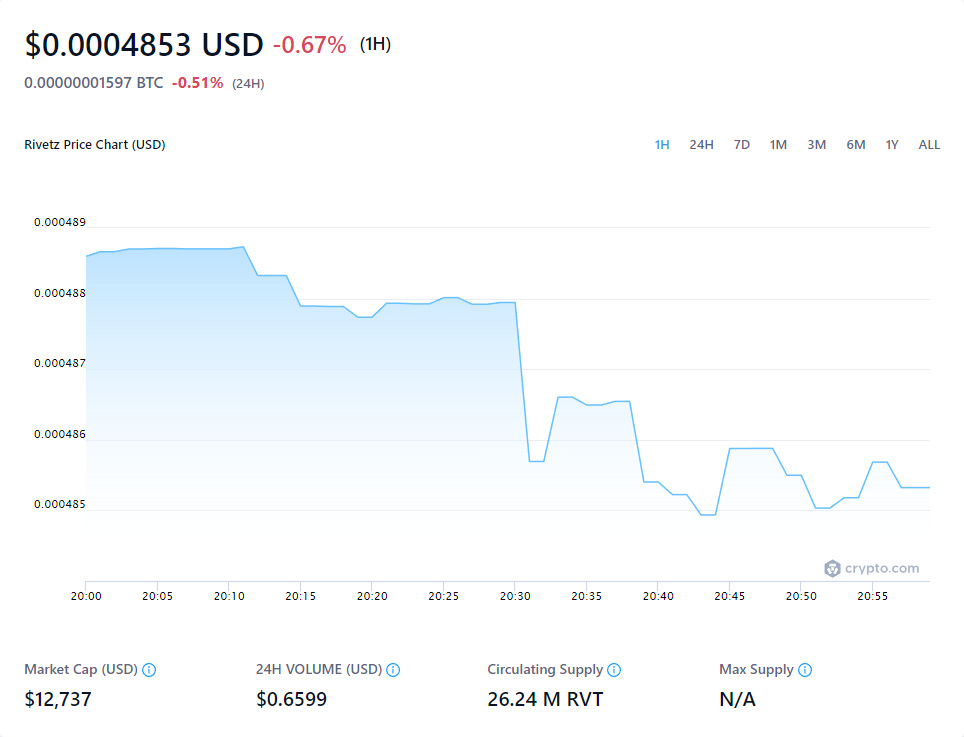 $0.0004853 USD -0.67% (1H)
0.00000001597 BTC -0.51% (24H)
Rivetz Price Chart (USD)
1H 24H 7D 1M 3M 6M 1Y ALL
0.000489
0.000488
0.000487
0.000486
0.000485
crypto.com
20:00 20:05 20:10 20:15 20:20 20:25 20:30 20:35 20:40 20:45 20:50 20:55
Market Cap (USD) 24H VOLUME (USD) Circulating Supply Max Supply
$12,737 $0.6599 26.24 M RVT N/A